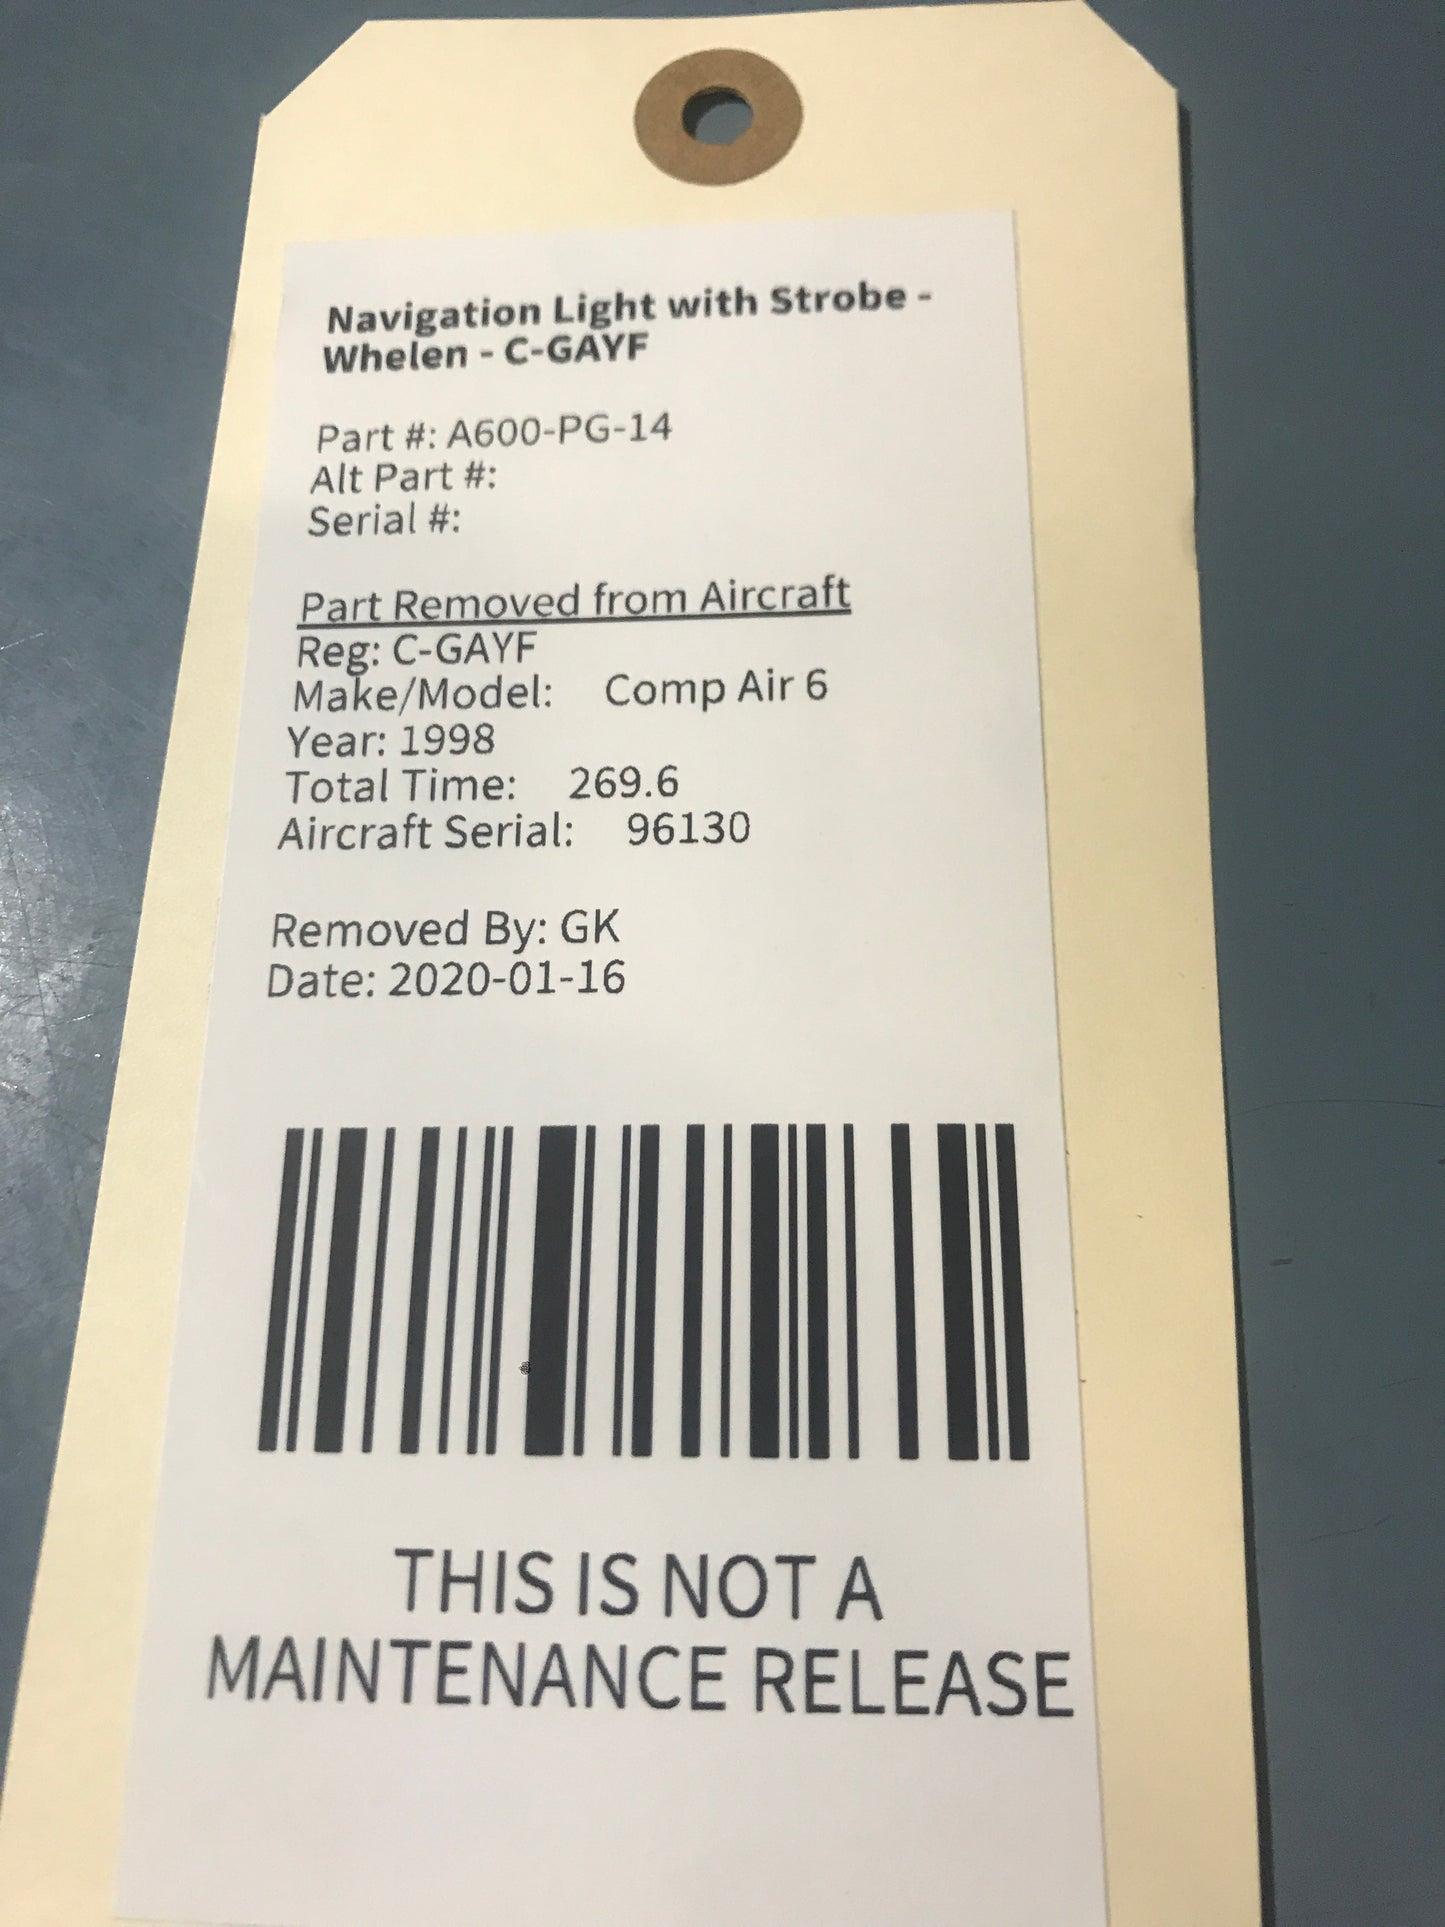 Navigation Light with Strobe -
Whelen - C-GAYF
Part #: A600-PG-14
Alt Part #:
Serial #:
Part Removed from Aircraft
Reg: C-GAYF
Make/Model: Comp Air 6
Year: 1998
Total Time: 269.6
Aircraft Serial: 96130
Removed By: GK
Date: 2020-01-16
THIS IS NOT A
MAINTENANCE RELEASE